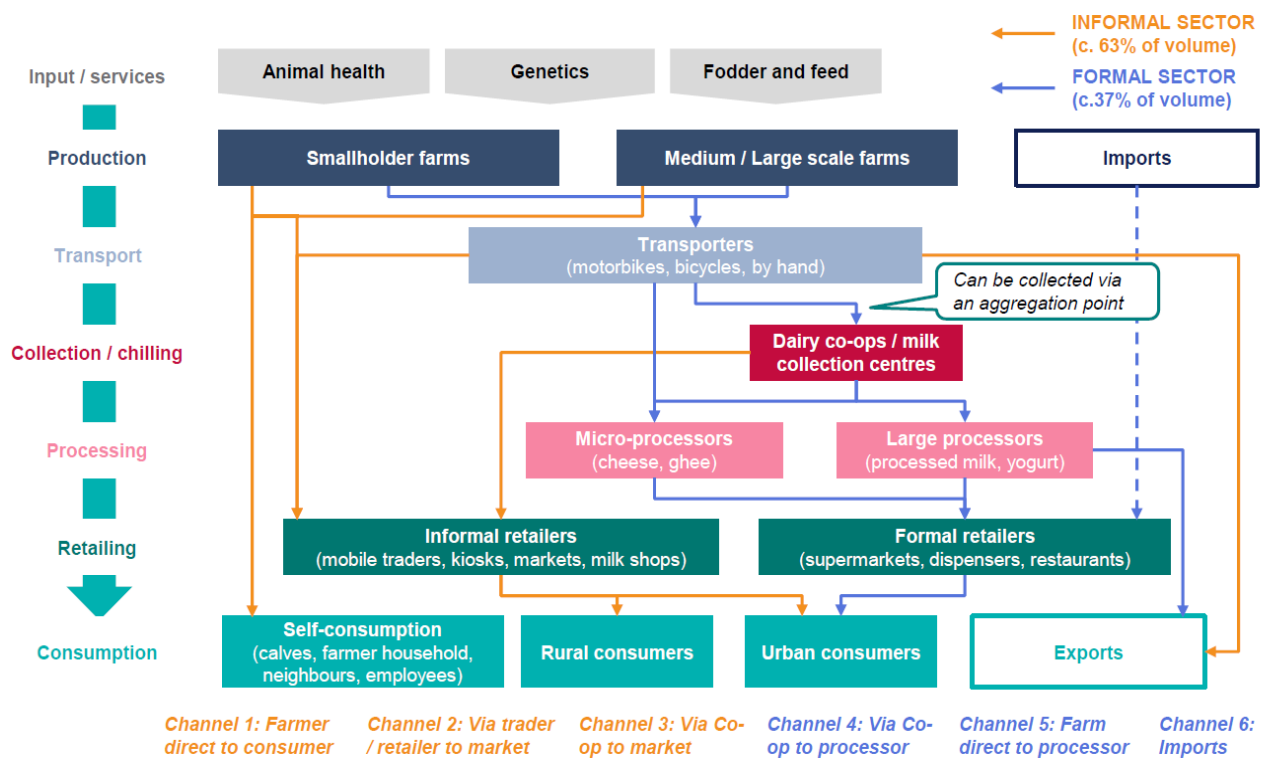 INFORMAL SECTOR
(c. 63% of volume)
Input / services
Animal health
Genetics
Fodder and feed
FORMAL SECTOR
(c.37% of volume)
Production
Smallholder farms
Medium / Large scale farms
Imports
Transport
Transporters
(motorbikes, bicycles, by hand)
Can be collected via
an aggregation point
Collection / chilling
Dairy co-ops / milk
collection centres
Processing
Micro-processors
(cheese, ghee)
Large processors
(processed milk, yogurt)
Retailing
Informal retailers
(mobile traders, kiosks, markets, milk shops)
Formal retailers
(supermarkets, dispensers, restaurants)
Consumption
Self-consumption
(calves, farmer household,
neighbours, employees)
Rural consumers
Urban consumers
Exports
Channel 1: Farmer
direct to consumer
Channel 2: Via trader
/ retailer to market
Channel 3: Via Co-
op to market
Channel 4: Via Co-
op to processor
Channel 5: Farm
direct to processor
Channel 6:
Imports